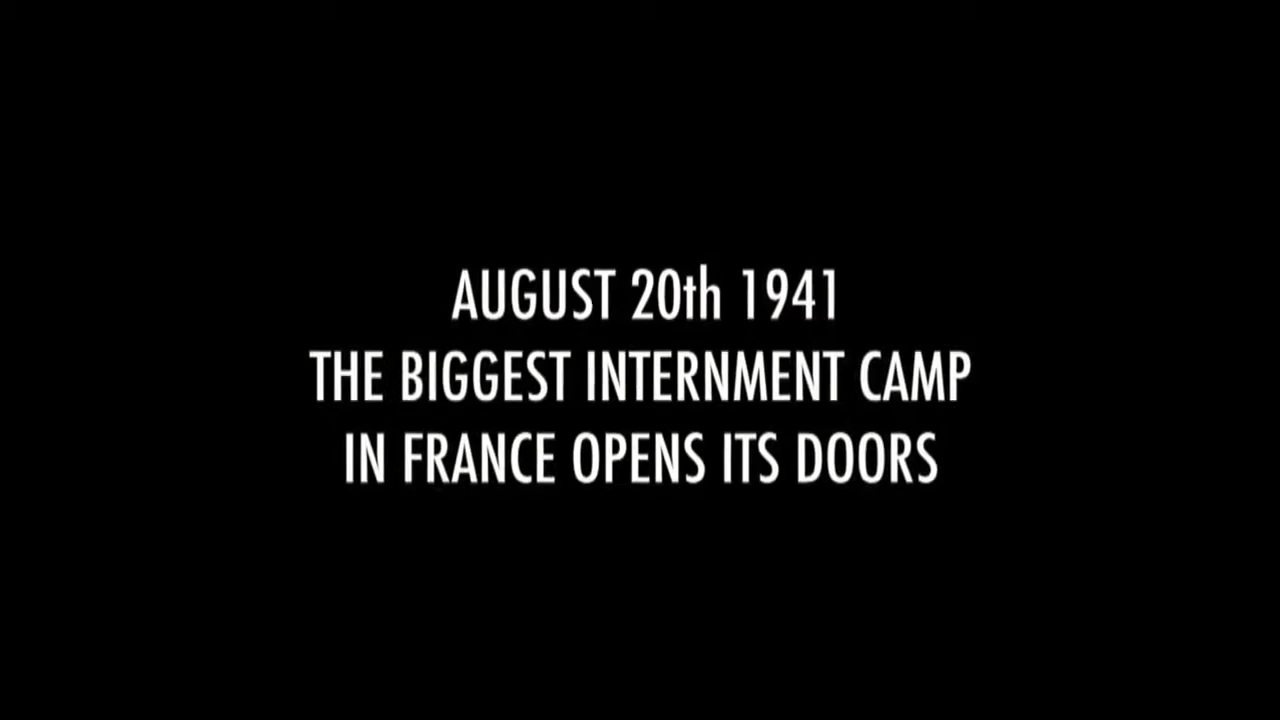 AUGUST 20th 1941
THE BIGGEST INTERNMENT CAMP
IN FRANCE OPENS ITS DOORS